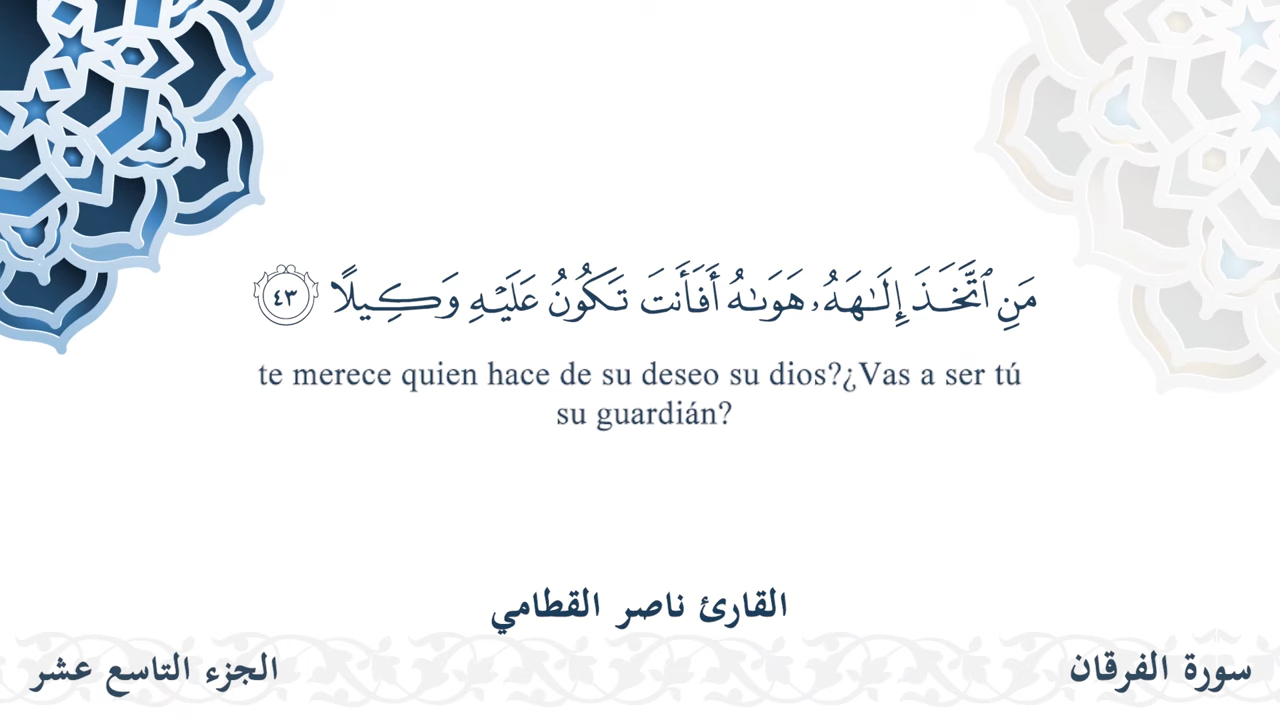 مَنِ ٱتَّخَذَ إِلَـٰهَهُۥ هَوَىٰهُ أَفَأَنتَ تَكُونُ عَلَيۡهِ وَكِيلًا ٤٣
te merece quien hace de su deseo su dios?¿Vas a ser tú
su guardián?
القارئ ناصر القطامي
سورة الفرقان
الجزء التاسع عشر